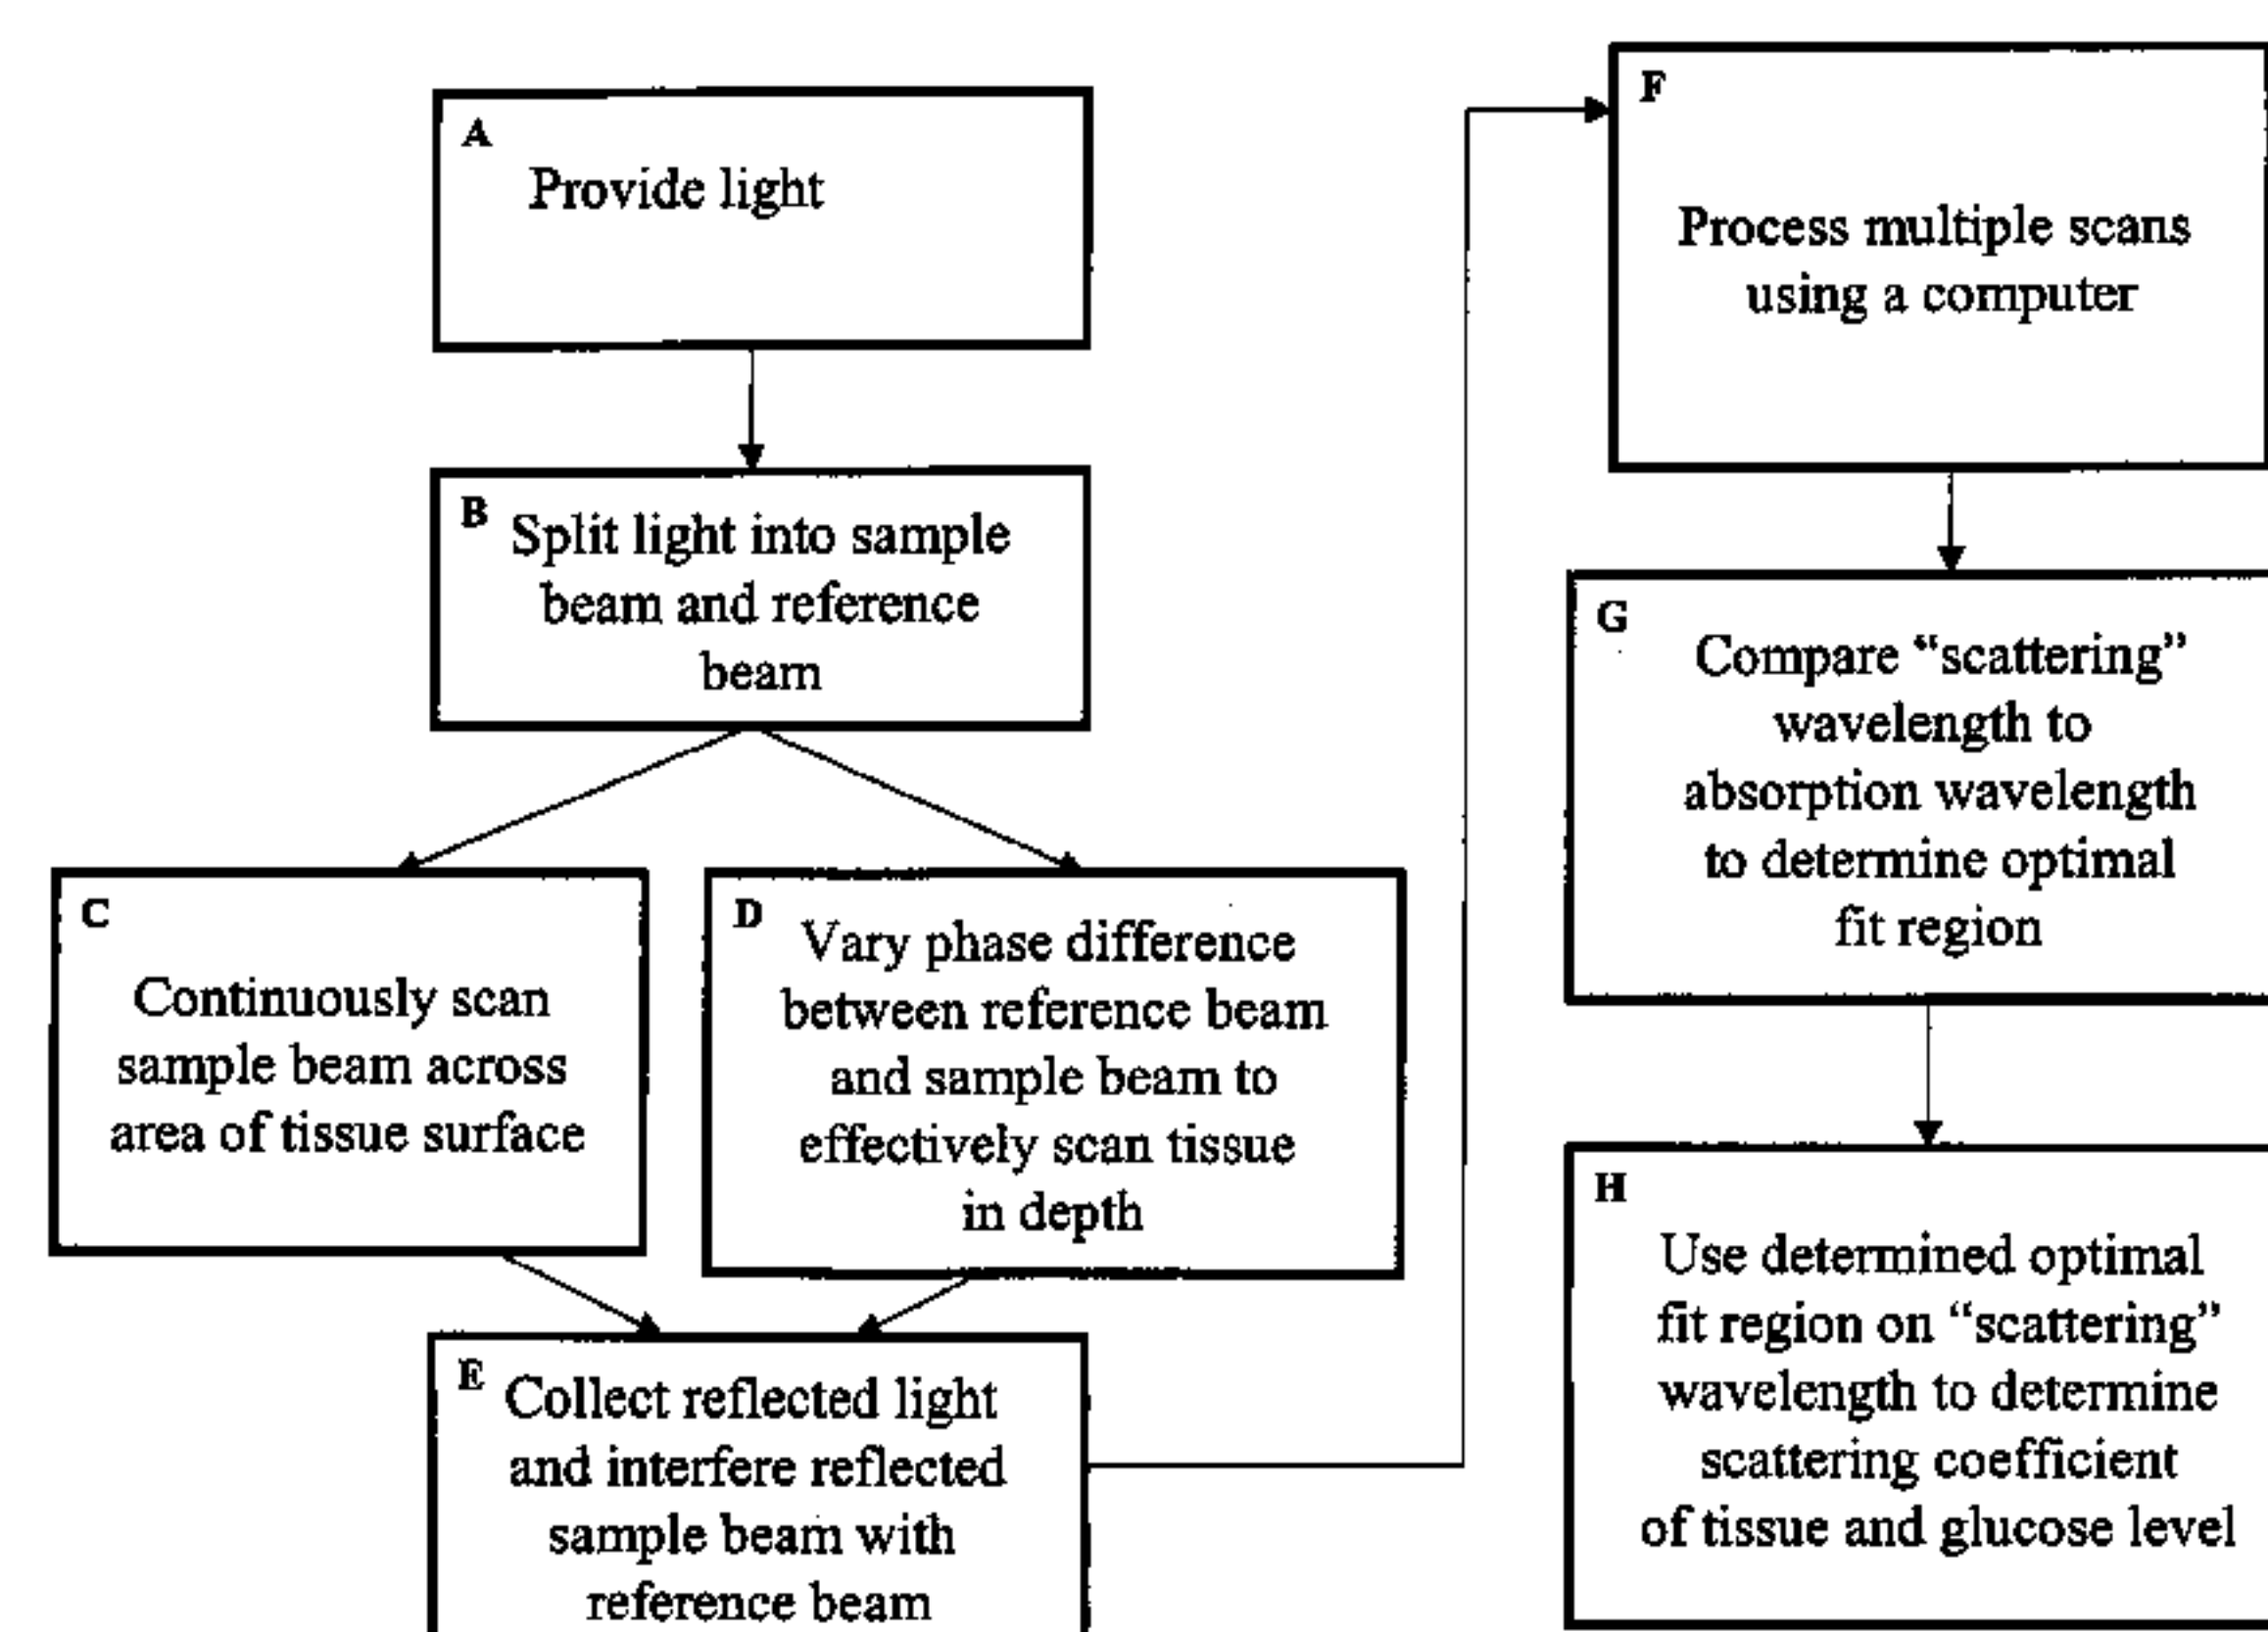 A
Provide light
B
Split light into sample
beam and reference
beam
C
Continuously scan
sample beam across
area of tissue surface
D
Vary phase difference
between reference beam
and sample beam to
effectively scan tissue
in depth
E
Collect reflected light
and interfere reflected
sample beam with
reference beam
F
Process multiple scans
using a computer
G
Compare “scattering”
wavelength to
absorption wavelength
to determine optimal
fit region
H
Use determined optimal
fit region on “scattering”
wavelength to determine
scattering coefficient
of tissue and glucose level